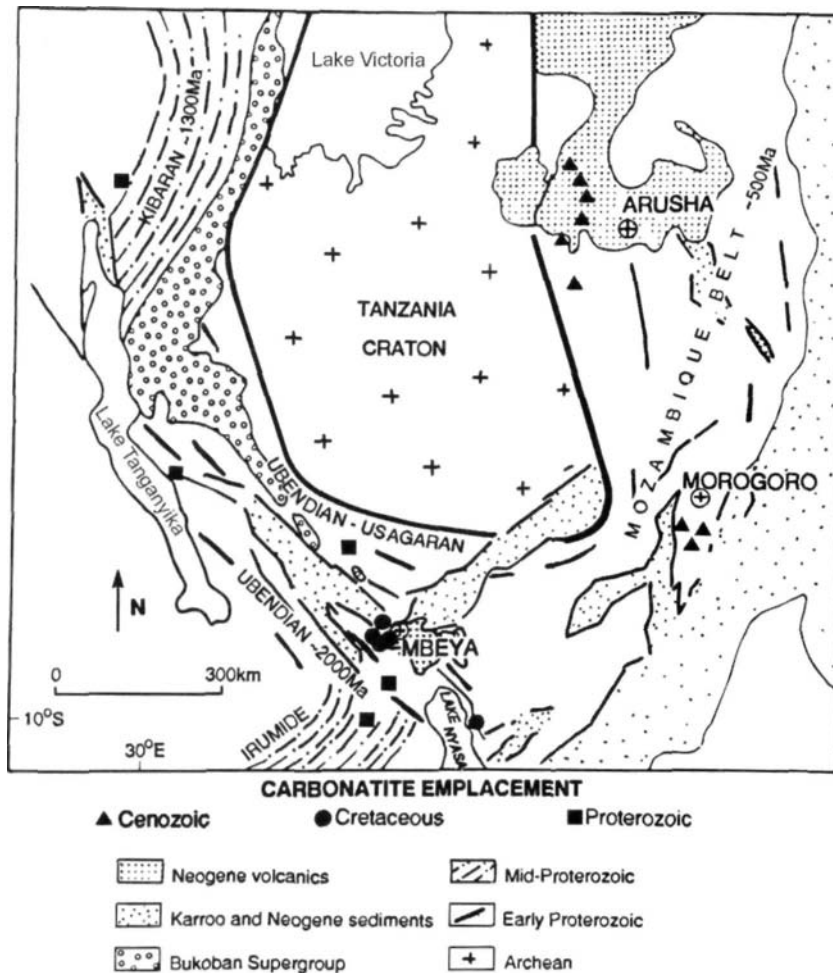 Lake Victoria
KIBARAN ~1300Ma
ARUSHA
MOZAMBIQUE BELT ~500Ma
TANZANIA
CRATON
Lake Tanganyika
UBENDIAN - USAGARAN
MOROGORO
N
UBENDIAN ~2000Ma
MBEYA
0 300km
LAKE NYASA
10°S
IRUMIDE
30°E
CARBONATITE EMPLACEMENT
Cenozoic Cretaceous Proterozoic
Neogene volcanics Mid-Proterozoic
Karroo and Neogene sediments Early Proterozoic
Bukoban Supergroup Archean